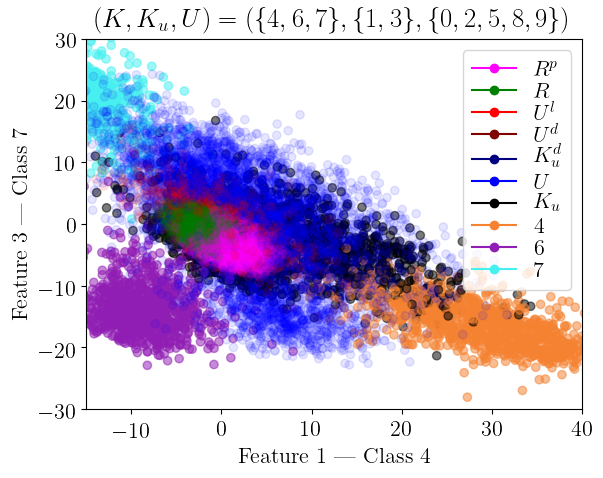 (K, K_u, U) = ({4, 6, 7}, {1, 3}, {0, 2, 5, 8, 9})
30
20
10
0
−10
−20
−30
Feature 3 — Class 7
−10
0
10
20
30
40
Feature 1 — Class 4
R^p
R
U^l
U^d
K_u^d
U
K_u
4
6
7